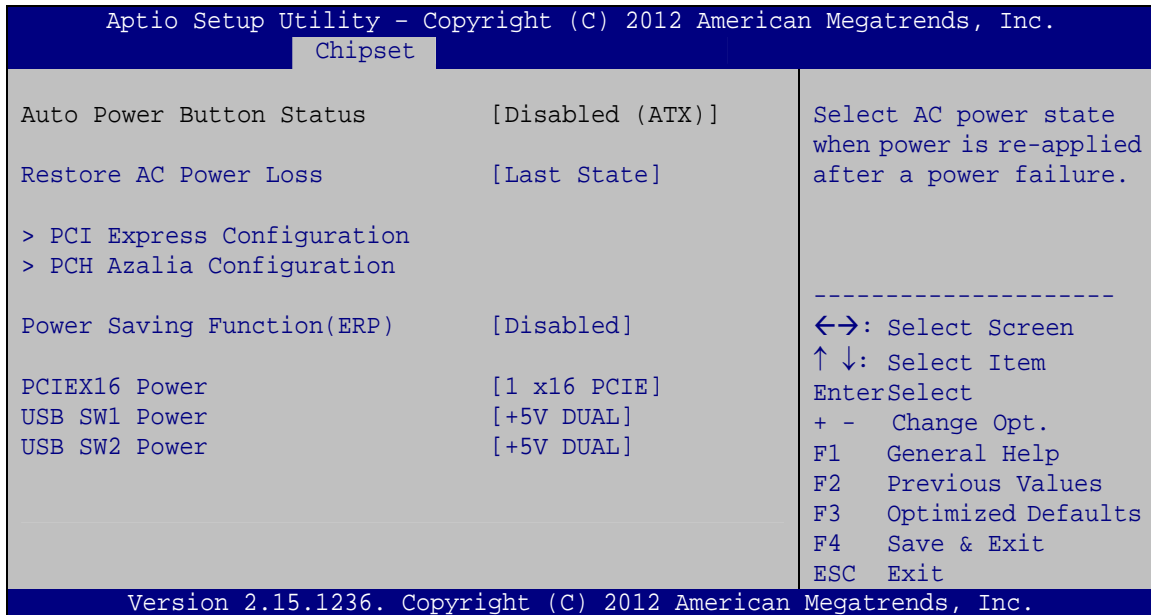 Aptio Setup Utility – Copyright (C) 2012 American Megatrends, Inc.
Chipset
Auto Power Button Status [Disabled (ATX)]
Restore AC Power Loss [Last State]
> PCI Express Configuration
> PCH Azalia Configuration
Power Saving Function(ERP) [Disabled]
PCIEX16 Power [1 x16 PCIE]
USB SW1 Power [+5V DUAL]
USB SW2 Power [+5V DUAL]
Select AC power state
when power is re-applied
after a power failure.
---------------------
←→: Select Screen
↑ ↓: Select Item
EnterSelect
+ - Change Opt.
F1 General Help
F2 Previous Values
F3 Optimized Defaults
F4 Save & Exit
ESC Exit
Version 2.15.1236. Copyright (C) 2012 American Megatrends, Inc.